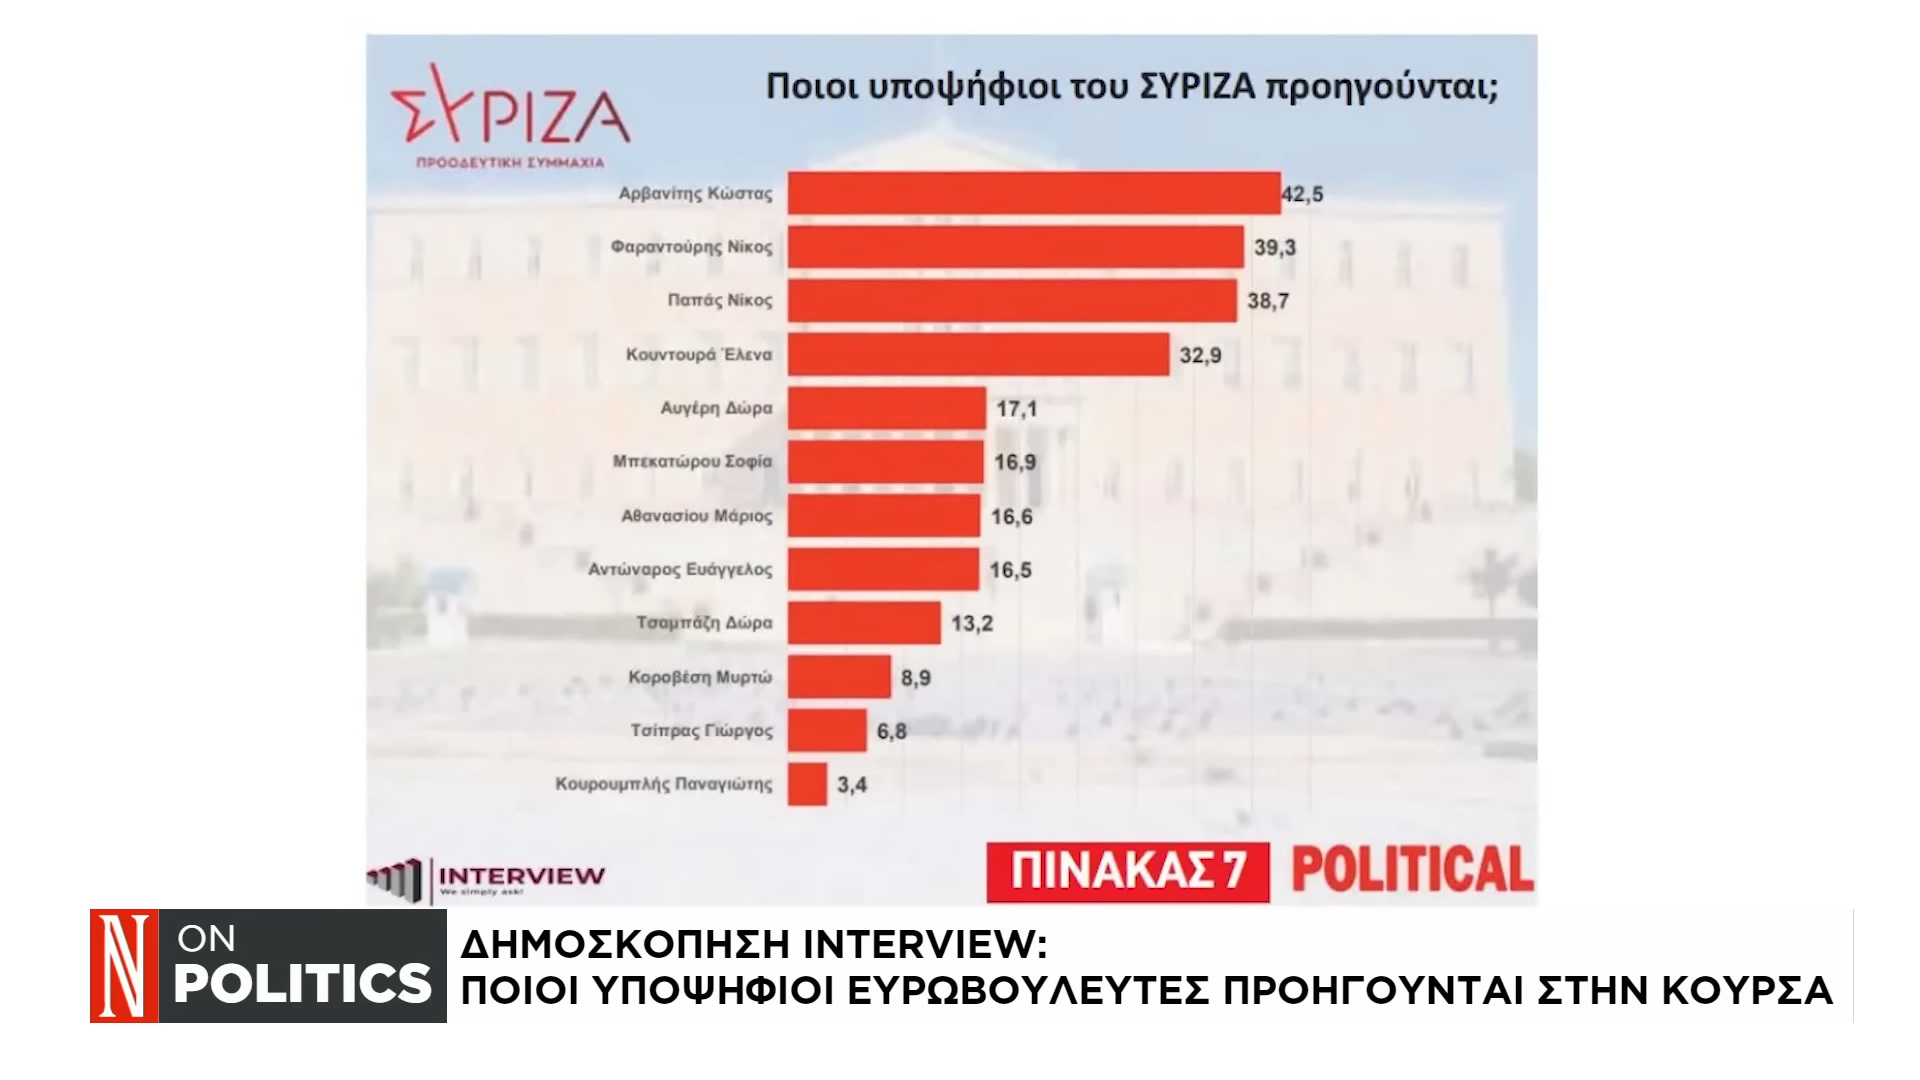 ΣΥΡΙΖΑ
ΠΡΟΟΔΕΥΤΙΚΗ ΣΥΜΜΑΧΙΑ
Ποιοι υποψήφιοι του ΣΥΡΙΖΑ προηγούνται;
Αρβανίτης Κώστας 42,5
Φαραντούρης Νίκος 39,3
Παπάς Νίκος 38,7
Κουντουρά Έλενα 32,9
Αυγέρη Δώρα 17,1
Μπεκατώρου Σοφία 16,9
Αθανασίου Μάριος 16,6
Αντώναρος Ευάγγελος 16,5
Τσαμπάζη Δώρα 13,2
Κοροβέση Μυρτώ 8,9
Τσίπρας Γιώργος 6,8
Κουρουμπλής Παναγιώτης 3,4
INTERVIEW
We simply ask!
ΠΙΝΑΚΑΣ 7
POLITICAL
N ON
POLITICS
ΔΗΜΟΣΚΟΠΗΣΗ INTERVIEW:
ΠΟΙΟΙ ΥΠΟΨΗΦΙΟΙ ΕΥΡΩΒΟΥΛΕΥΤΕΣ ΠΡΟΗΓΟΥΝΤΑΙ ΣΤΗΝ ΚΟΥΡΣΑ